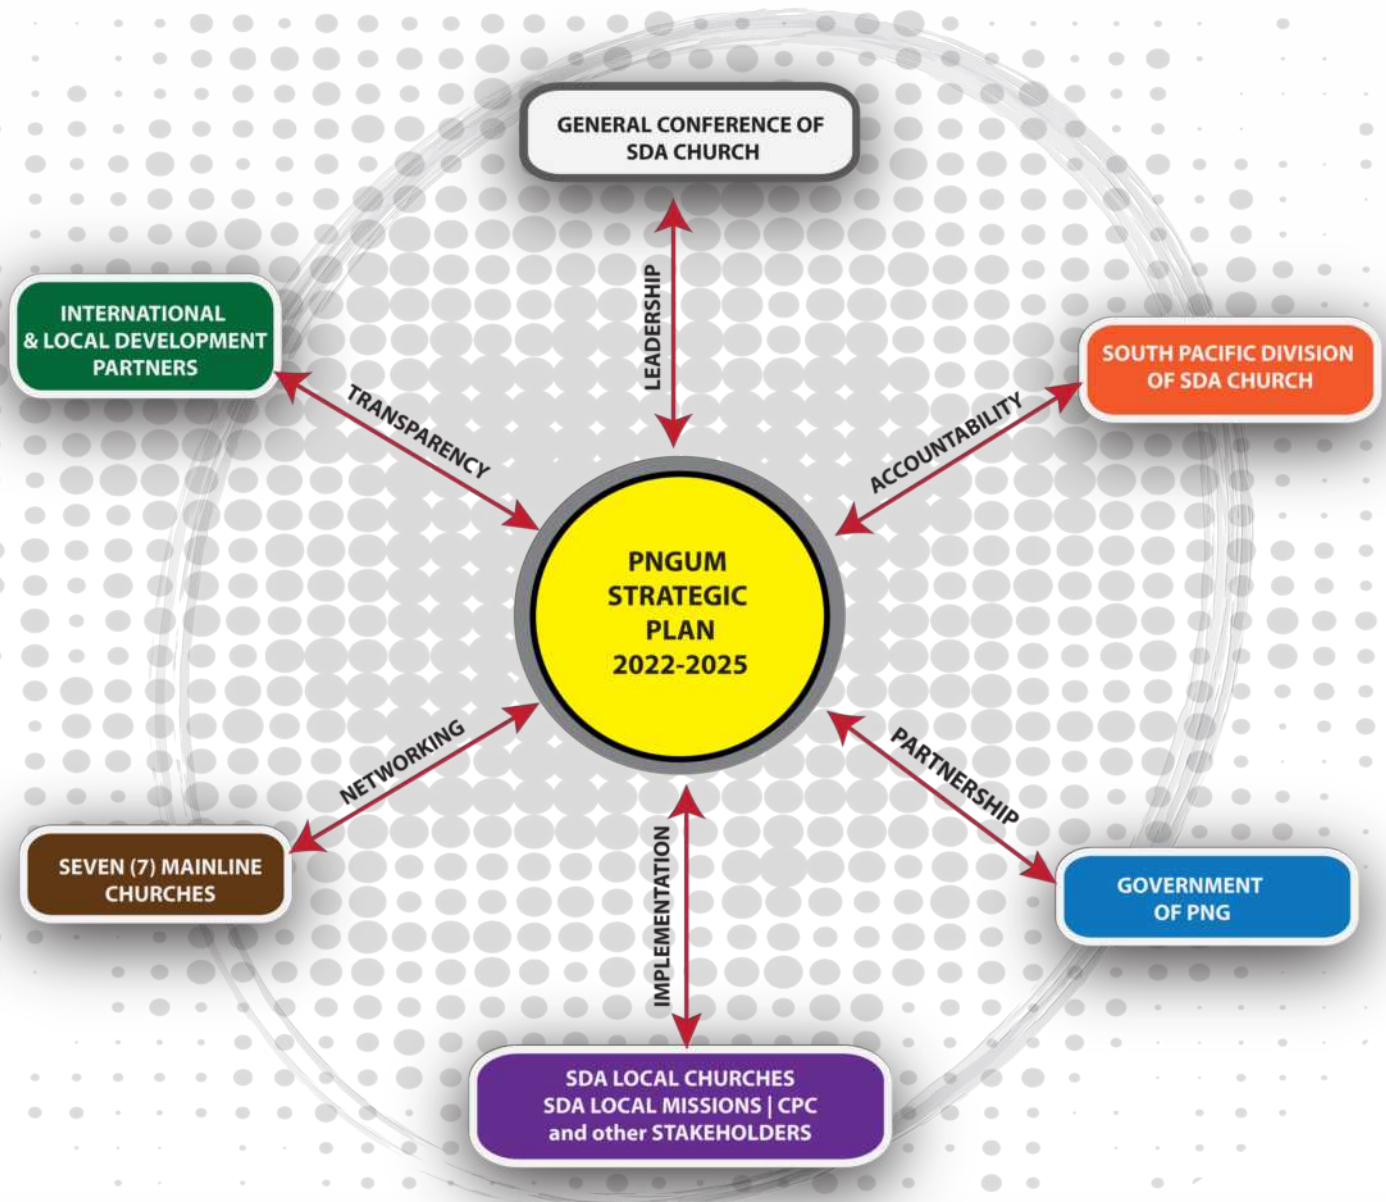 GENERAL CONFERENCE OF
SDA CHURCH
LEADERSHIP
INTERNATIONAL
& LOCAL DEVELOPMENT
PARTNERS
TRANSPARENCY
SOUTH PACIFIC DIVISION
OF SDA CHURCH
ACCOUNTABILITY
PNGUM
STRATEGIC
PLAN
2022-2025
NETWORKING
SEVEN (7) MAINLINE
CHURCHES
PARTNERSHIP
GOVERNMENT
OF PNG
IMPLEMENTATION
SDA LOCAL CHURCHES
SDA LOCAL MISSIONS | CPC
and other STAKEHOLDERS